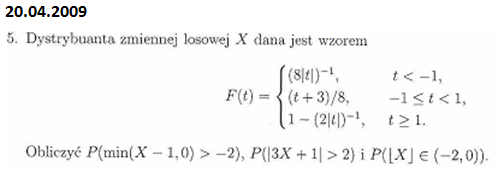 20.04.2009
5. Dystrybuanta zmiennej losowej X dana jest wzorem
F(t) = { (8|t|)⁻¹, t < −1,
(t + 3)/8, −1 ≤ t < 1,
1 − (2|t|)⁻¹, t ≥ 1.
Obliczyć P(min(X − 1, 0) > −2), P(|3X + 1| > 2) i P(⌊X⌋ ∈ (−2, 0)).